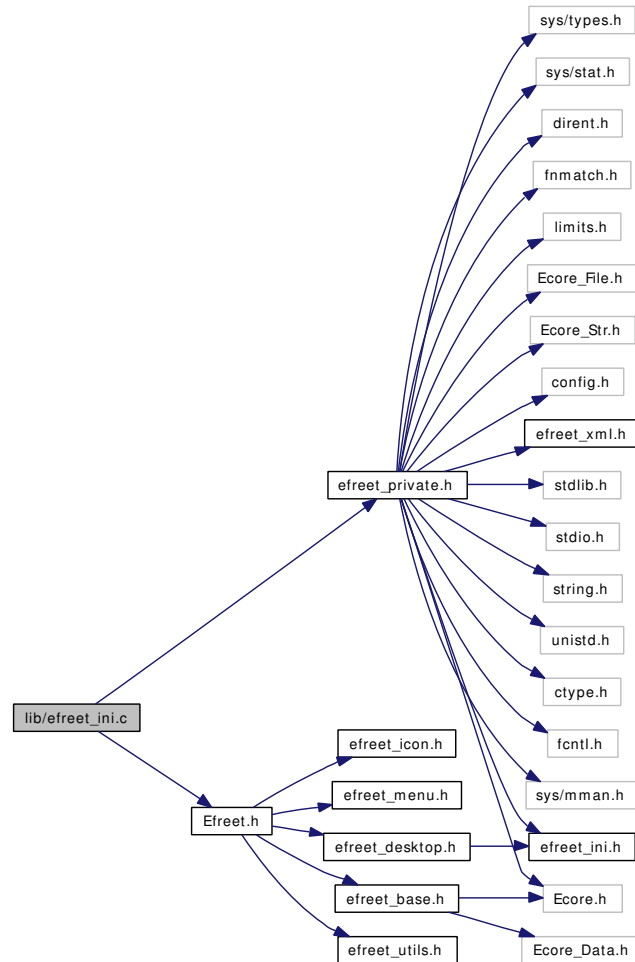 sys/types.h
sys/stat.h
dirent.h
fnmatch.h
limits.h
Ecore_File.h
Ecore_Str.h
config.h
efreet_xml.h
efreet_private.h
stdlib.h
stdio.h
string.h
unistd.h
ctype.h
lib/efreet_ini.c
efreet_icon.h
fcntl.h
efreet_menu.h
sys/mman.h
Efreet.h
efreet_desktop.h
efreet_ini.h
efreet_base.h
Ecore.h
efreet_utils.h
Ecore_Data.h